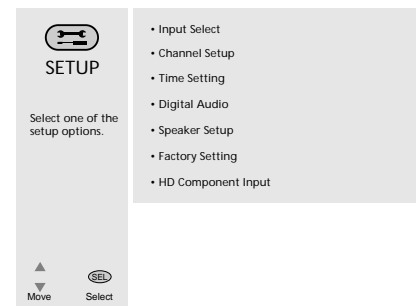 SETUP
Select one of the
setup options.
SEL
Move Select
• Input Select
• Channel Setup
• Time Setting
• Digital Audio
• Speaker Setup
• Factory Setting
• HD Component Input